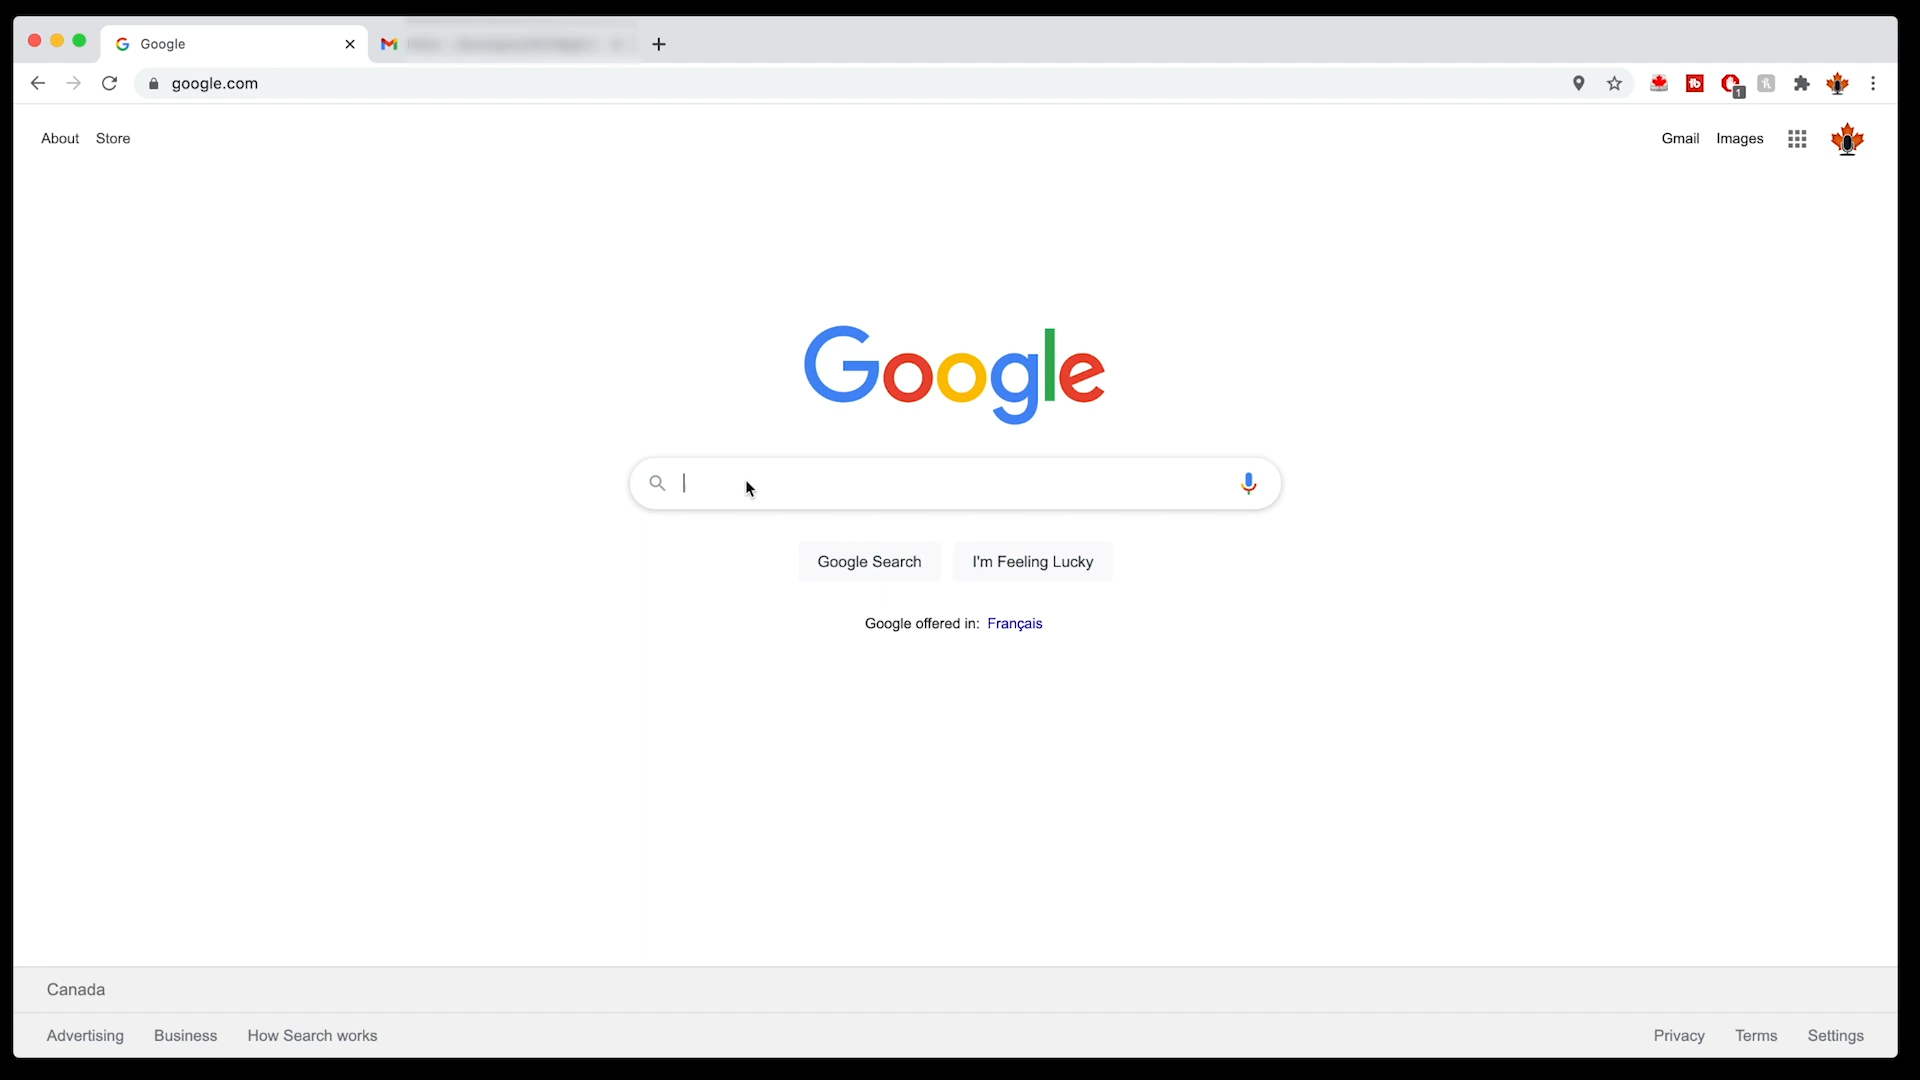 Google
google.com
1
About Store
Gmail Images
Google
Google Search I'm Feeling Lucky
Google offered in: Français
Canada
Advertising Business How Search works
Privacy Terms Settings